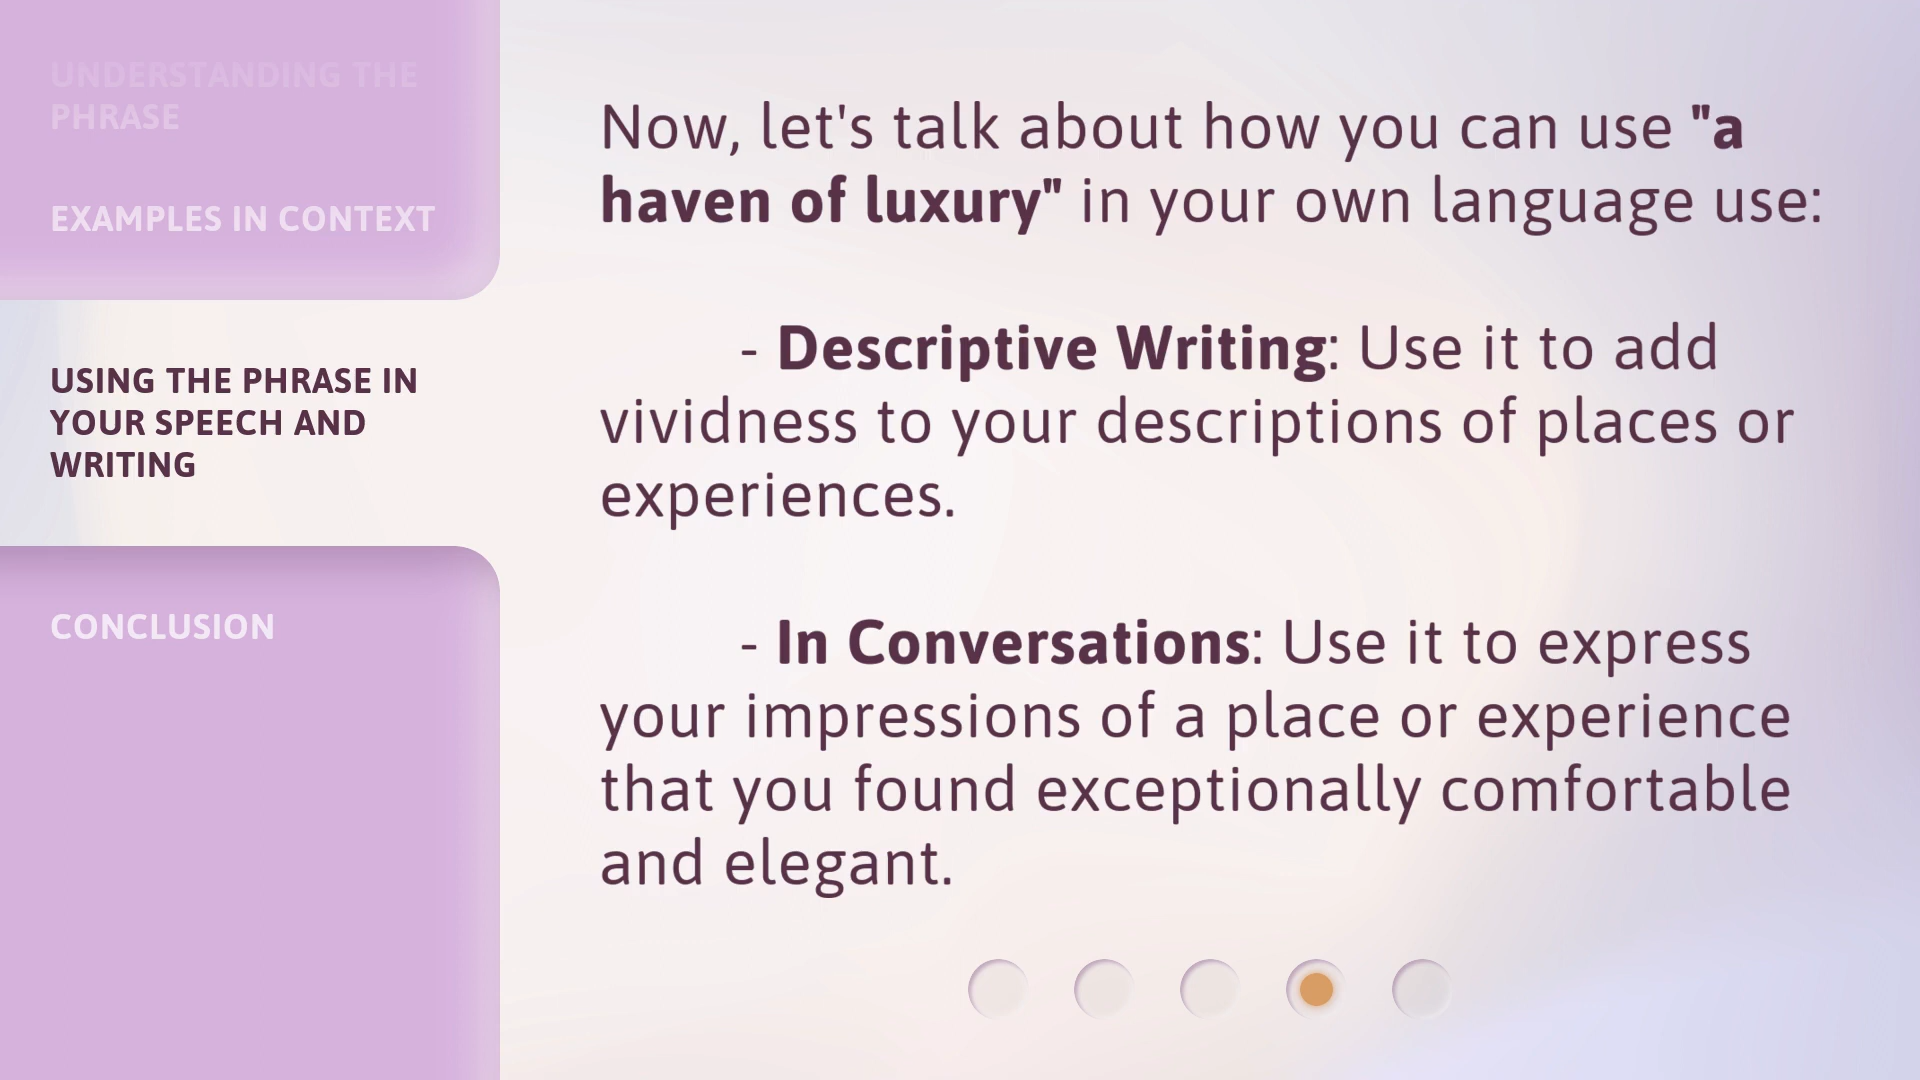 UNDERSTANDING THE
PHRASE
EXAMPLES IN CONTEXT
USING THE PHRASE IN
YOUR SPEECH AND
WRITING
CONCLUSION
Now, let's talk about how you can use "a
haven of luxury" in your own language use:
- Descriptive Writing: Use it to add
vividness to your descriptions of places or
experiences.
- In Conversations: Use it to express
your impressions of a place or experience
that you found exceptionally comfortable
and elegant.